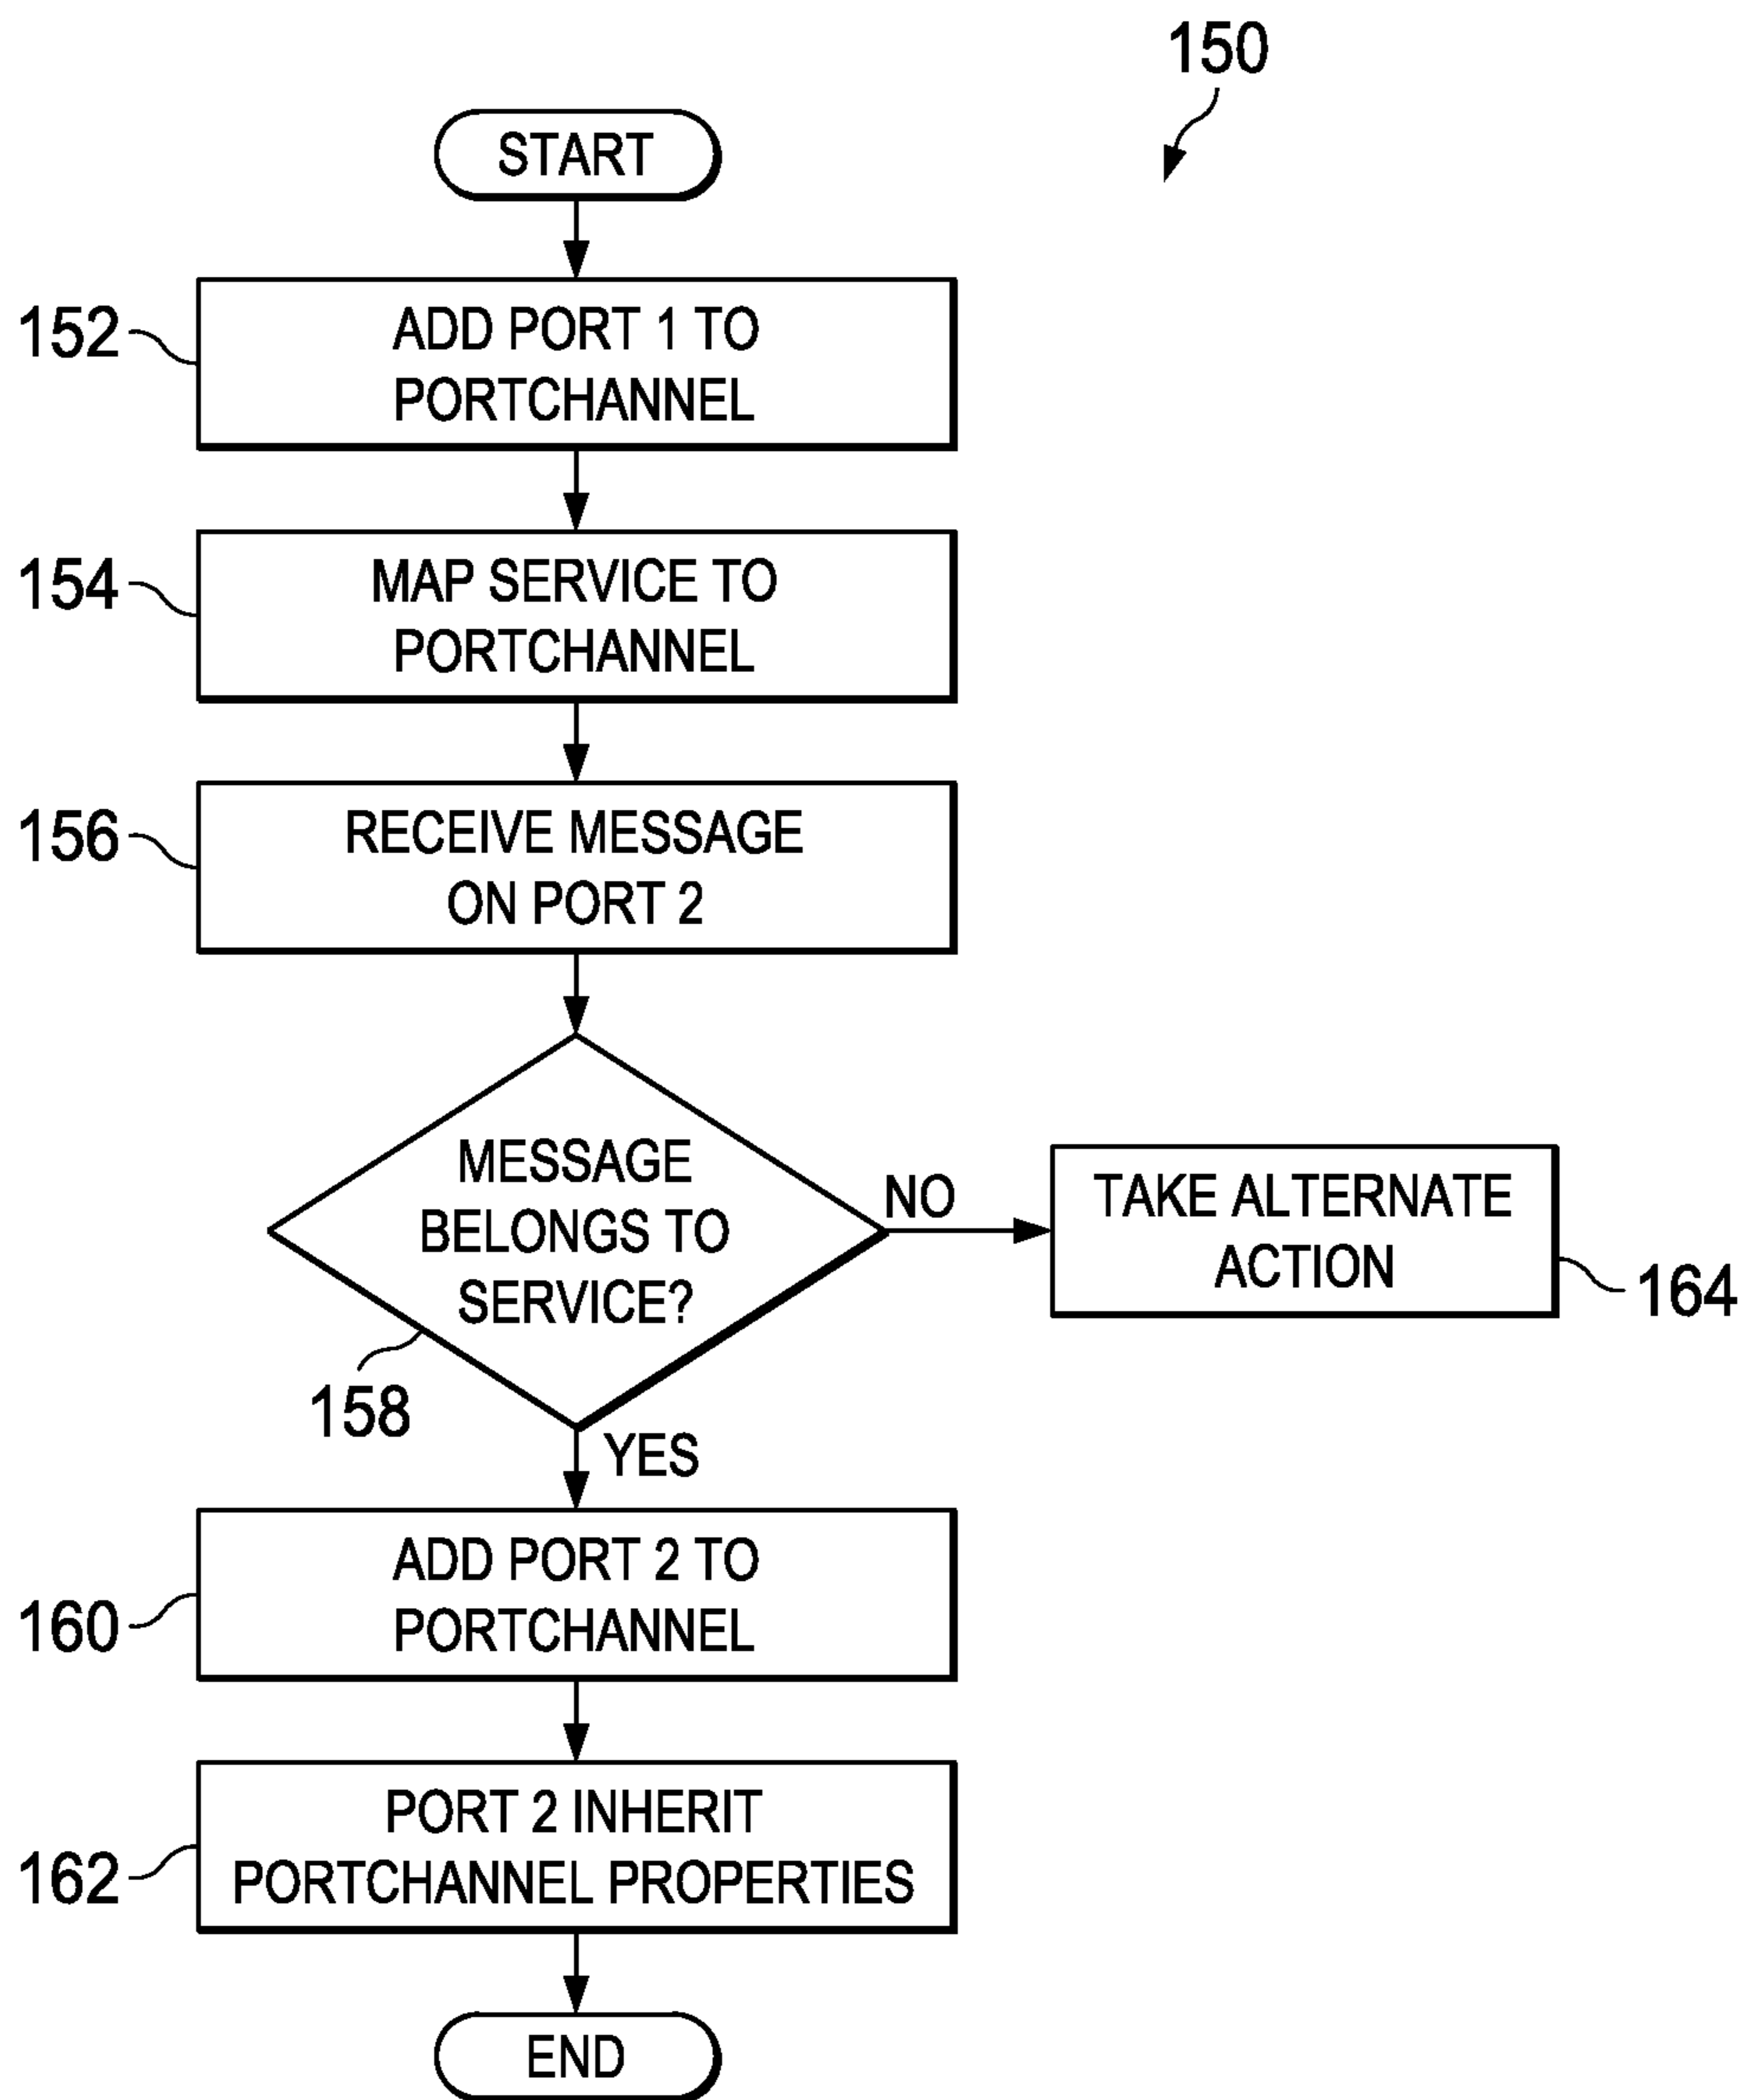 150
START
152
ADD PORT 1 TO
PORTCHANNEL
154
MAP SERVICE TO
PORTCHANNEL
156
RECEIVE MESSAGE
ON PORT 2
MESSAGE
BELONGS TO
SERVICE?
158
NO
TAKE ALTERNATE
ACTION
164
YES
160
ADD PORT 2 TO
PORTCHANNEL
162
PORT 2 INHERIT
PORTCHANNEL PROPERTIES
END